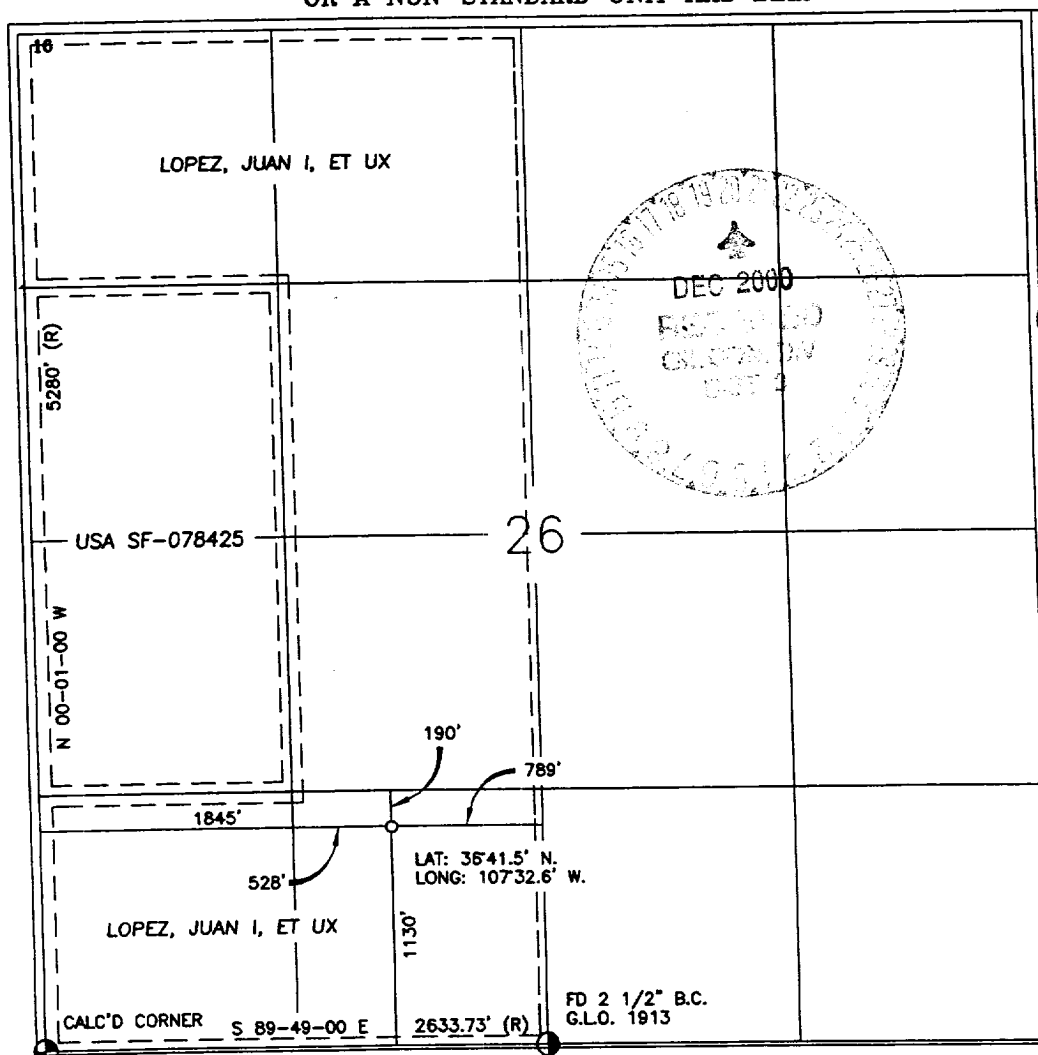 16
LOPEZ, JUAN I, ET UX
DEC 2000
5280' (R)
USA SF-078425
26
N 00-01-00 W
190'
789'
1845'
528'
LAT: 36°41.5' N.
LONG: 107°32.6' W.
LOPEZ, JUAN I, ET UX
1130'
FD 2 1/2" B.C.
G.L.O. 1913
CALC'D CORNER
S 89-49-00 E
2633.73' (R)